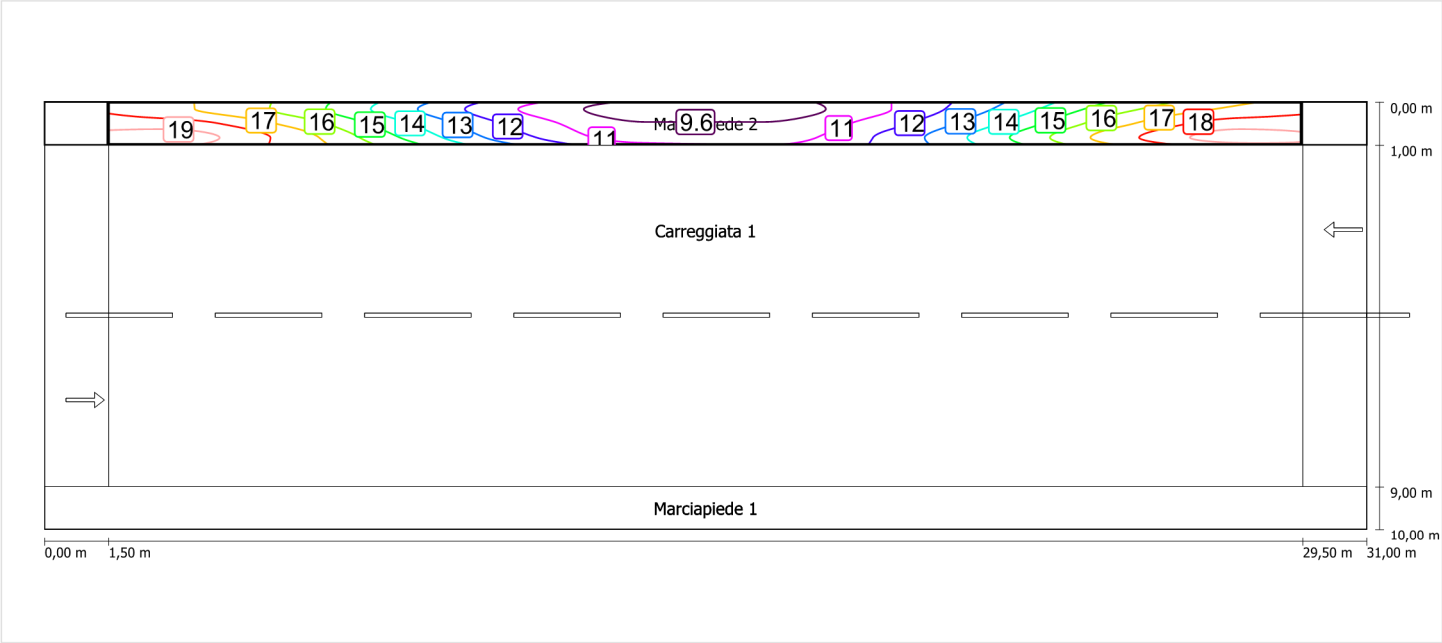 0,00 m
19 17 16 15 14 13 12 11 9.6 11 12 13 14 15 16 17 18
Marciapiede 2
1,00 m
Carreggiata 1
9,00 m
Marciapiede 1
10,00 m
0,00 m 1,50 m 29,50 m 31,00 m